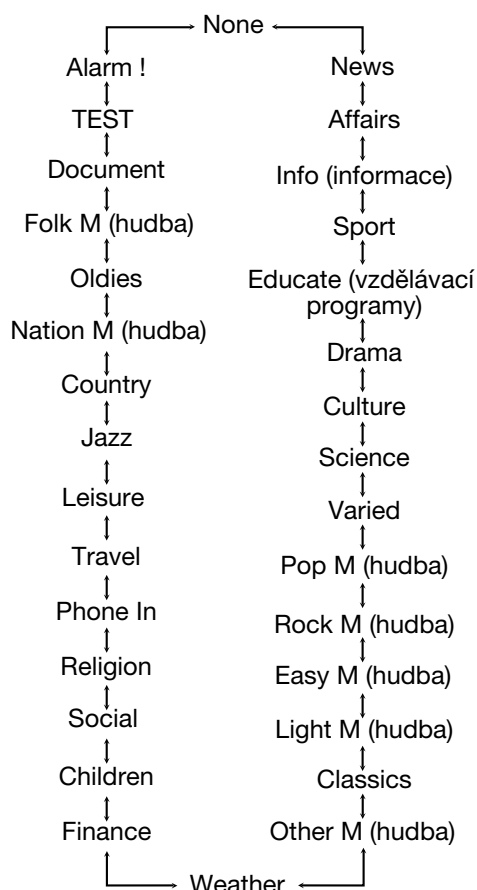 None
Alarm !
TEST
Document
Folk M (hudba)
Oldies
Nation M (hudba)
Country
Jazz
Leisure
Travel
Phone In
Religion
Social
Children
Finance
News
Affairs
Info (informace)
Sport
Educate (vzdělávací
programy)
Drama
Culture
Science
Varied
Pop M (hudba)
Rock M (hudba)
Easy M (hudba)
Light M (hudba)
Classics
Other M (hudba)
Weather